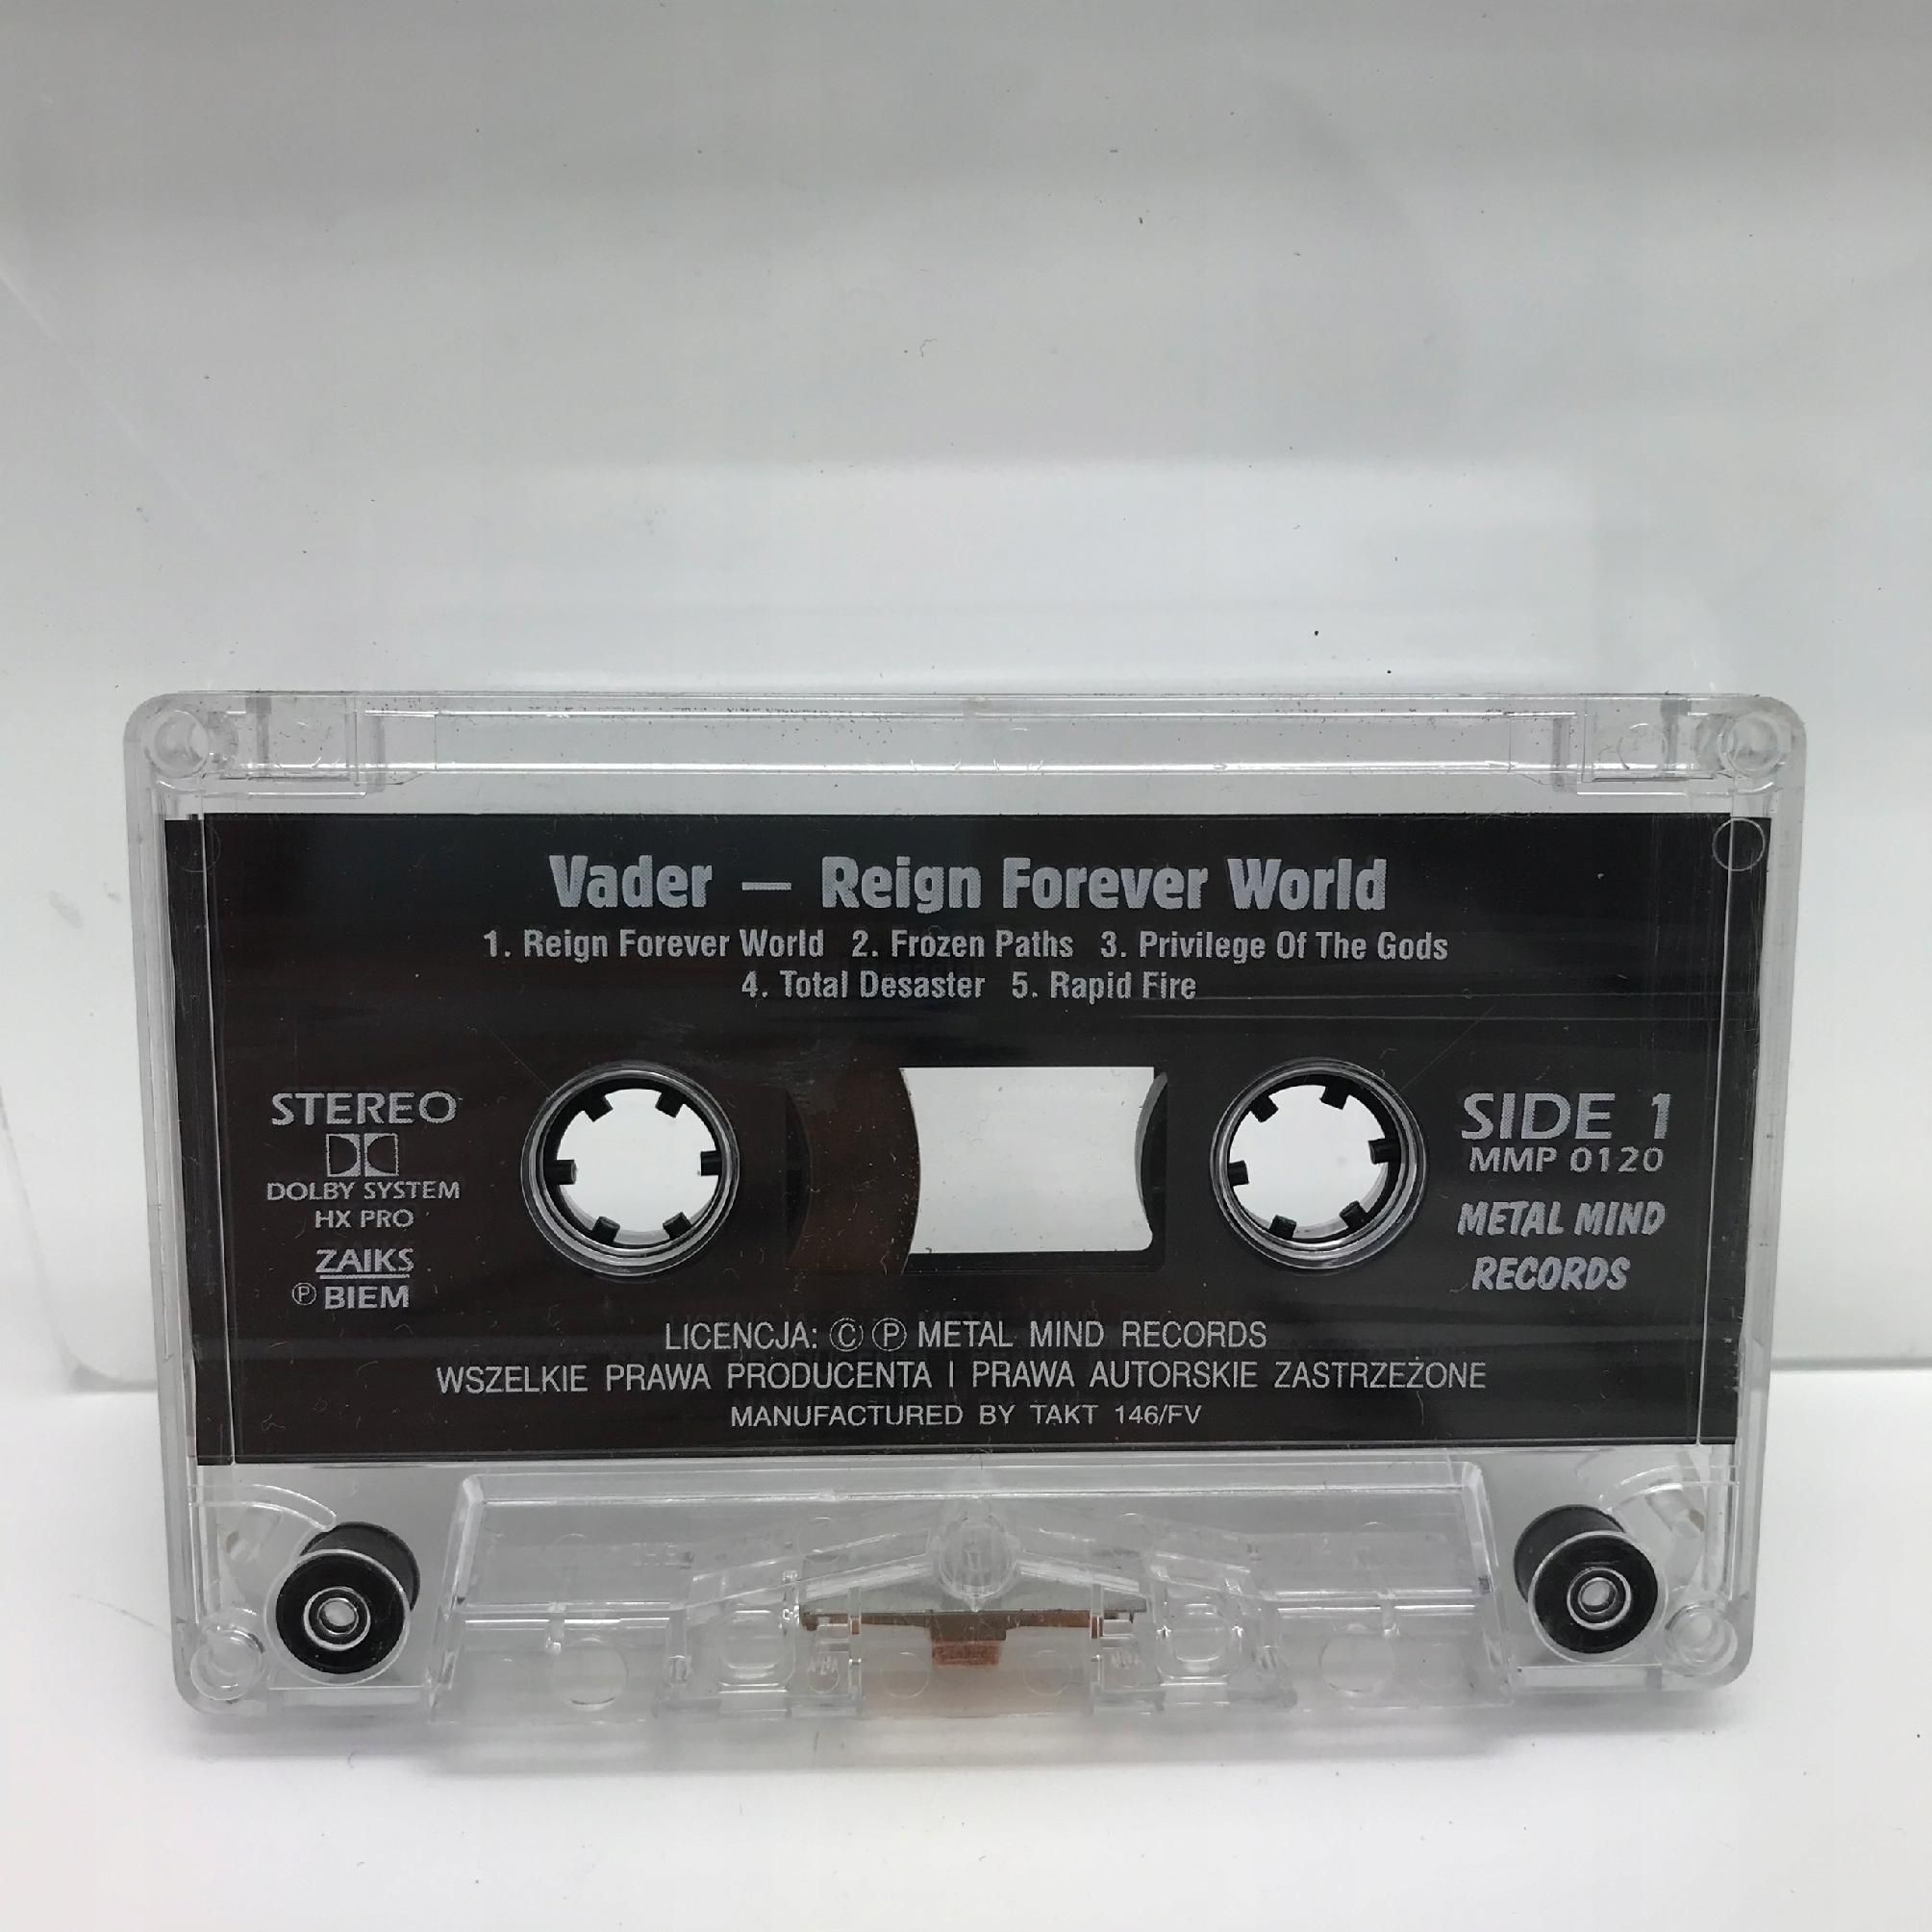 Vader — Reign Forever World
1. Reign Forever World 2. Frozen Paths 3. Privilege Of The Gods
4. Total Desaster 5. Rapid Fire
STEREO
DOLBY SYSTEM
HX PRO
ZAIKS
Ⓟ BIEM
SIDE 1
MMP 0120
METAL MIND
RECORDS
LICENCJA: Ⓒ Ⓟ METAL MIND RECORDS
WSZELKIE PRAWA PRODUCENTA I PRAWA AUTORSKIE ZASTRZEŻONE
MANUFACTURED BY TAKT 146/FV